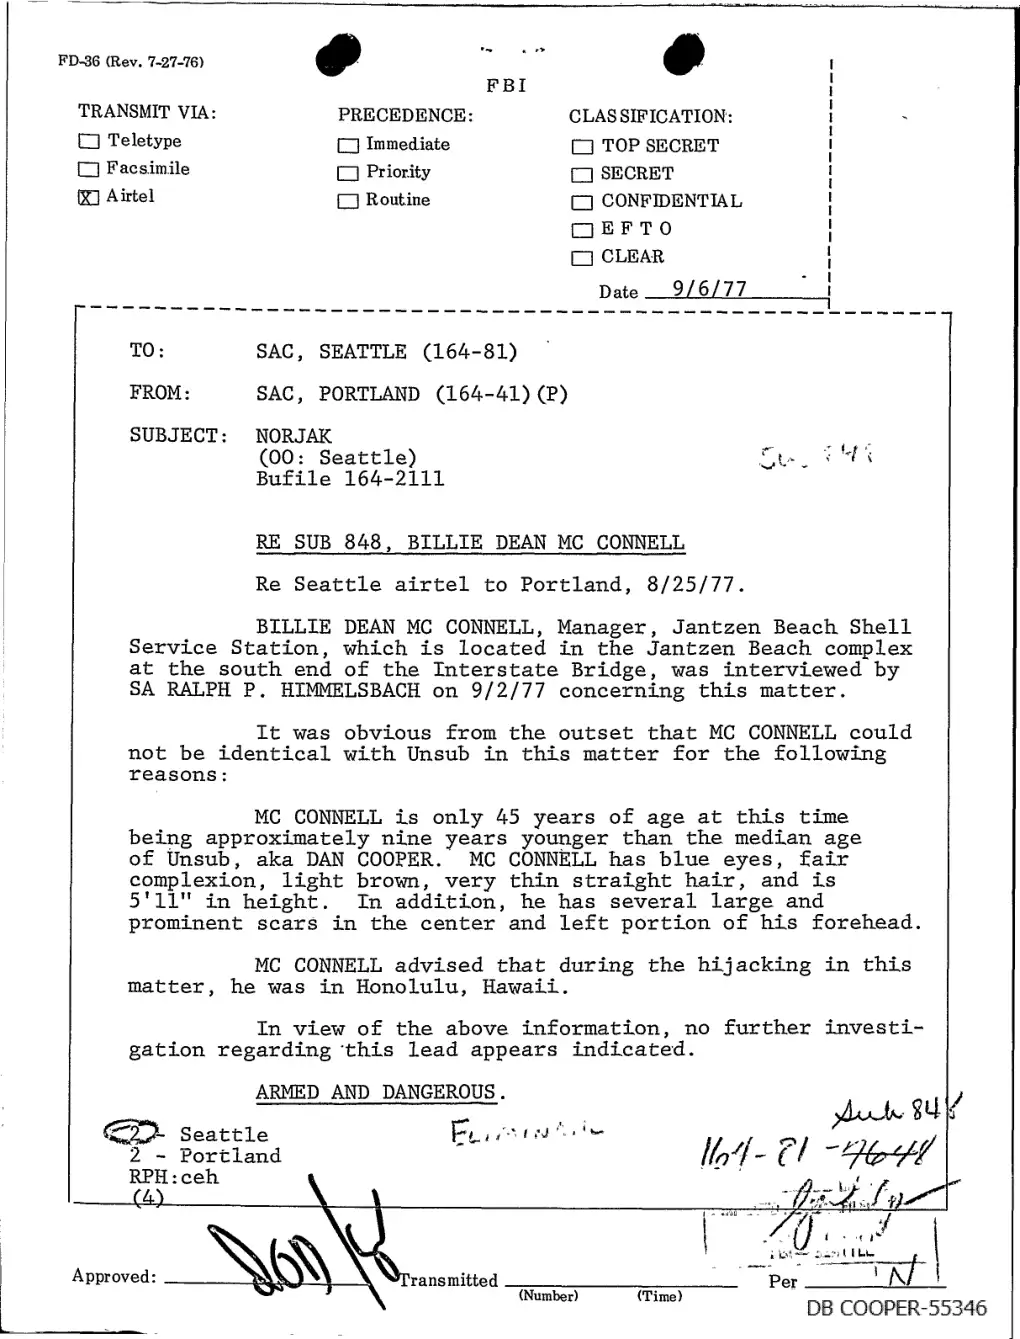 FD-36 (Rev. 7-27-76)
FBI
TRANSMIT VIA:
Teletype
Facsimile
X Airtel
PRECEDENCE:
Immediate
Priority
Routine
CLASSIFICATION:
TOP SECRET
SECRET
CONFIDENTIAL
E F T O
CLEAR
Date 9/6/77
TO: SAC, SEATTLE (164-81)
FROM: SAC, PORTLAND (164-41)(P)
SUBJECT: NORJAK
(OO: Seattle)
Bufile 164-2111
Sub 848
RE SUB 848, BILLIE DEAN MC CONNELL
Re Seattle airtel to Portland, 8/25/77.
BILLIE DEAN MC CONNELL, Manager, Jantzen Beach Shell
Service Station, which is located in the Jantzen Beach complex
at the south end of the Interstate Bridge, was interviewed by
SA RALPH P. HIMMELSBACH on 9/2/77 concerning this matter.
It was obvious from the outset that MC CONNELL could
not be identical with Unsub in this matter for the following
reasons:
MC CONNELL is only 45 years of age at this time
being approximately nine years younger than the median age
of Unsub, aka DAN COOPER. MC CONNELL has blue eyes, fair
complexion, light brown, very thin straight hair, and is
5'11" in height. In addition, he has several large and
prominent scars in the center and left portion of his forehead.
MC CONNELL advised that during the hijacking in this
matter, he was in Honolulu, Hawaii.
In view of the above information, no further investi-
gation regarding this lead appears indicated.
ARMED AND DANGEROUS.
2 - Seattle
2 - Portland
RPH:ceh
(4)
Sub 848
164-81-7648
Approved:
Transmitted
(Number) (Time)
Per
DB COOPER-55346